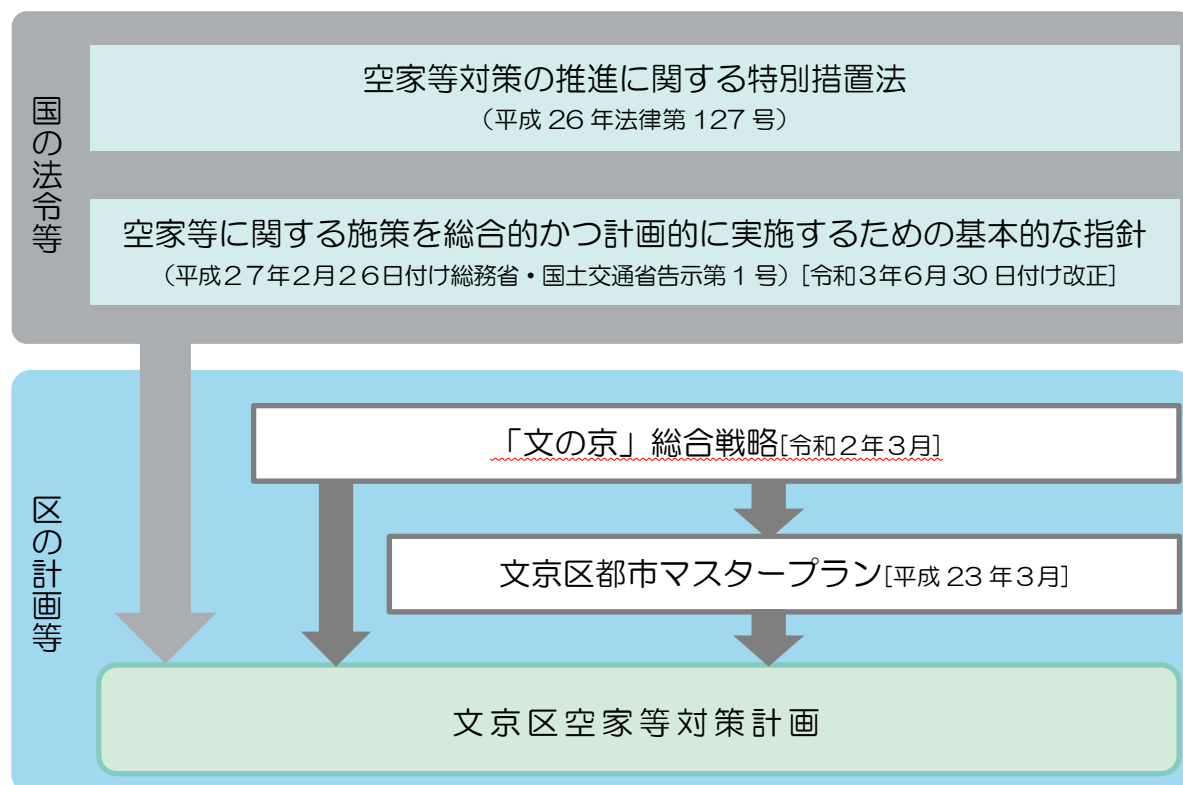 国の法令等
空家等対策の推進に関する特別措置法
（平成 26 年法律第 127 号）
空家等に関する施策を総合的かつ計画的に実施するための基本的な指針
（平成２７年２月２６日付け総務省・国土交通省告示第１号）[令和３年６月 30 日付け改正]
区の計画等
「文の京」総合戦略[令和２年３月]
文京区都市マスタープラン[平成 23 年３月]
文京区空家等対策計画